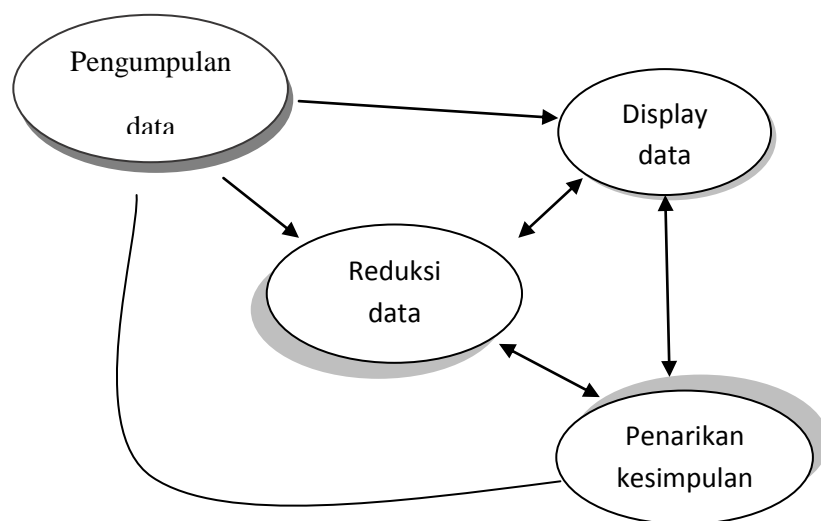 Pengumpulan
data
Display
data
Reduksi
data
Penarikan
kesimpulan